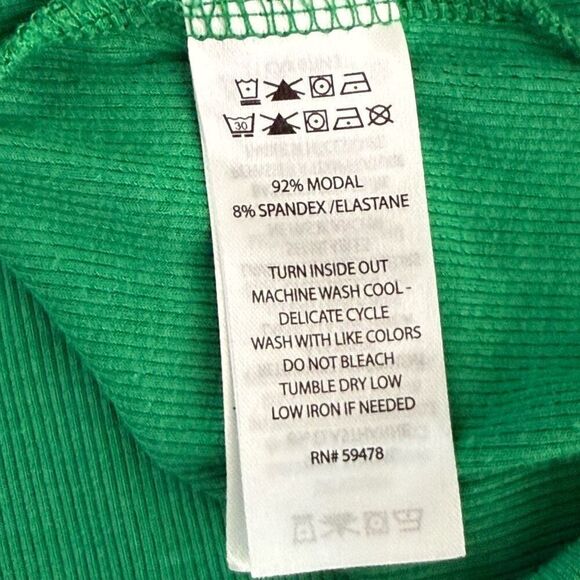 30
92% MODAL
8% SPANDEX /ELASTANE
TURN INSIDE OUT
MACHINE WASH COOL -
DELICATE CYCLE
WASH WITH LIKE COLORS
DO NOT BLEACH
TUMBLE DRY LOW
LOW IRON IF NEEDED
RN# 59478